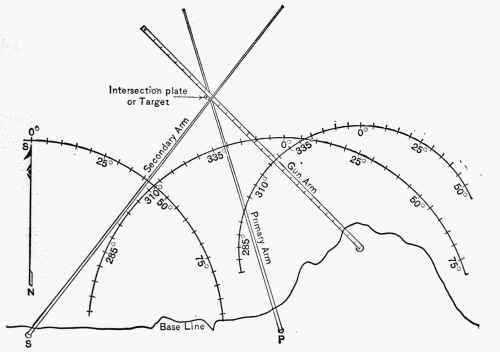 Intersection plate
or Target
0°
S
25°
50°
75°
N
S
Secondary Arm
285°
310°
335°
0°
25°
50°
75°
Primary Arm
Gun Arm
285°
310°
335°
0°
25°
50°
Base Line
P